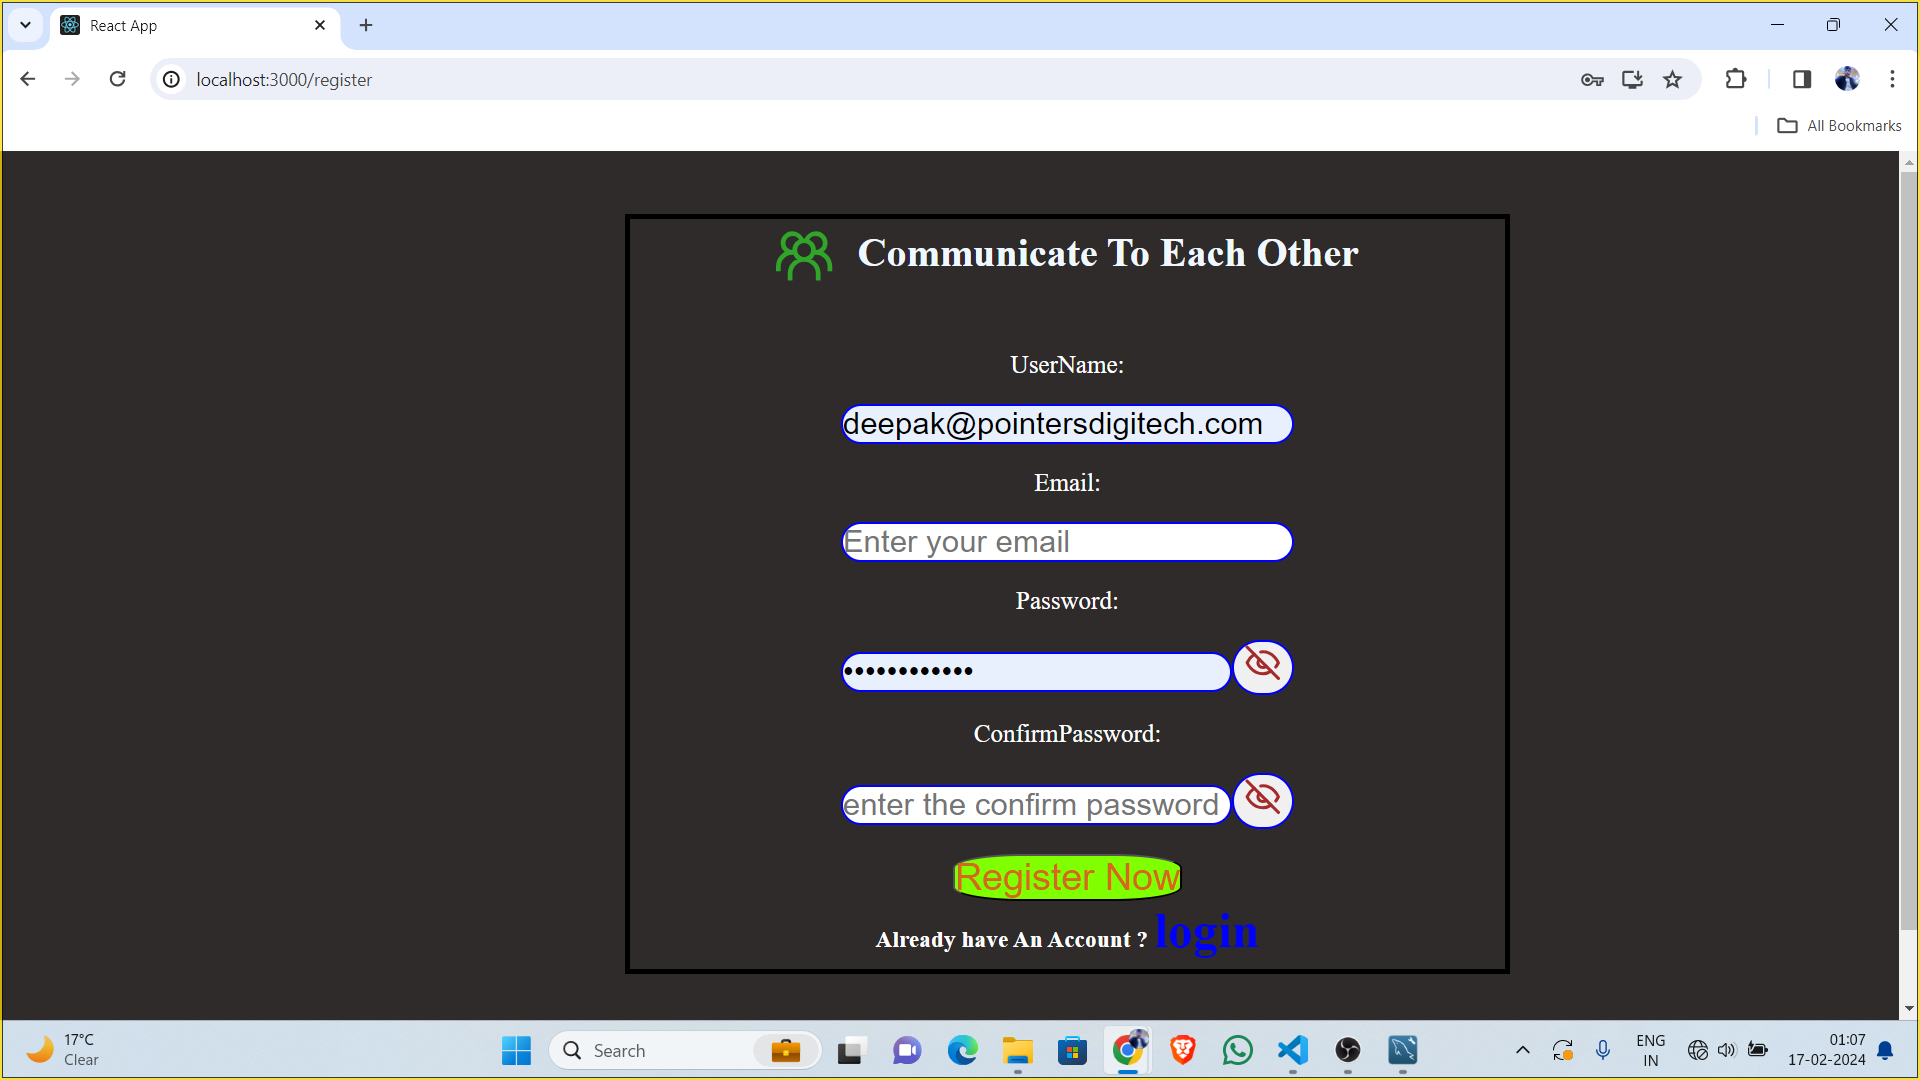 React App
localhost:3000/register
All Bookmarks
Communicate To Each Other
UserName:
deepak@pointersdigitech.com
Email:
Enter your email
Password:
••••••••••••
ConfirmPassword:
enter the confirm password
Register Now
Already have An Account ? login
17°C
Clear
Search
ENG
IN
01:07
17-02-2024